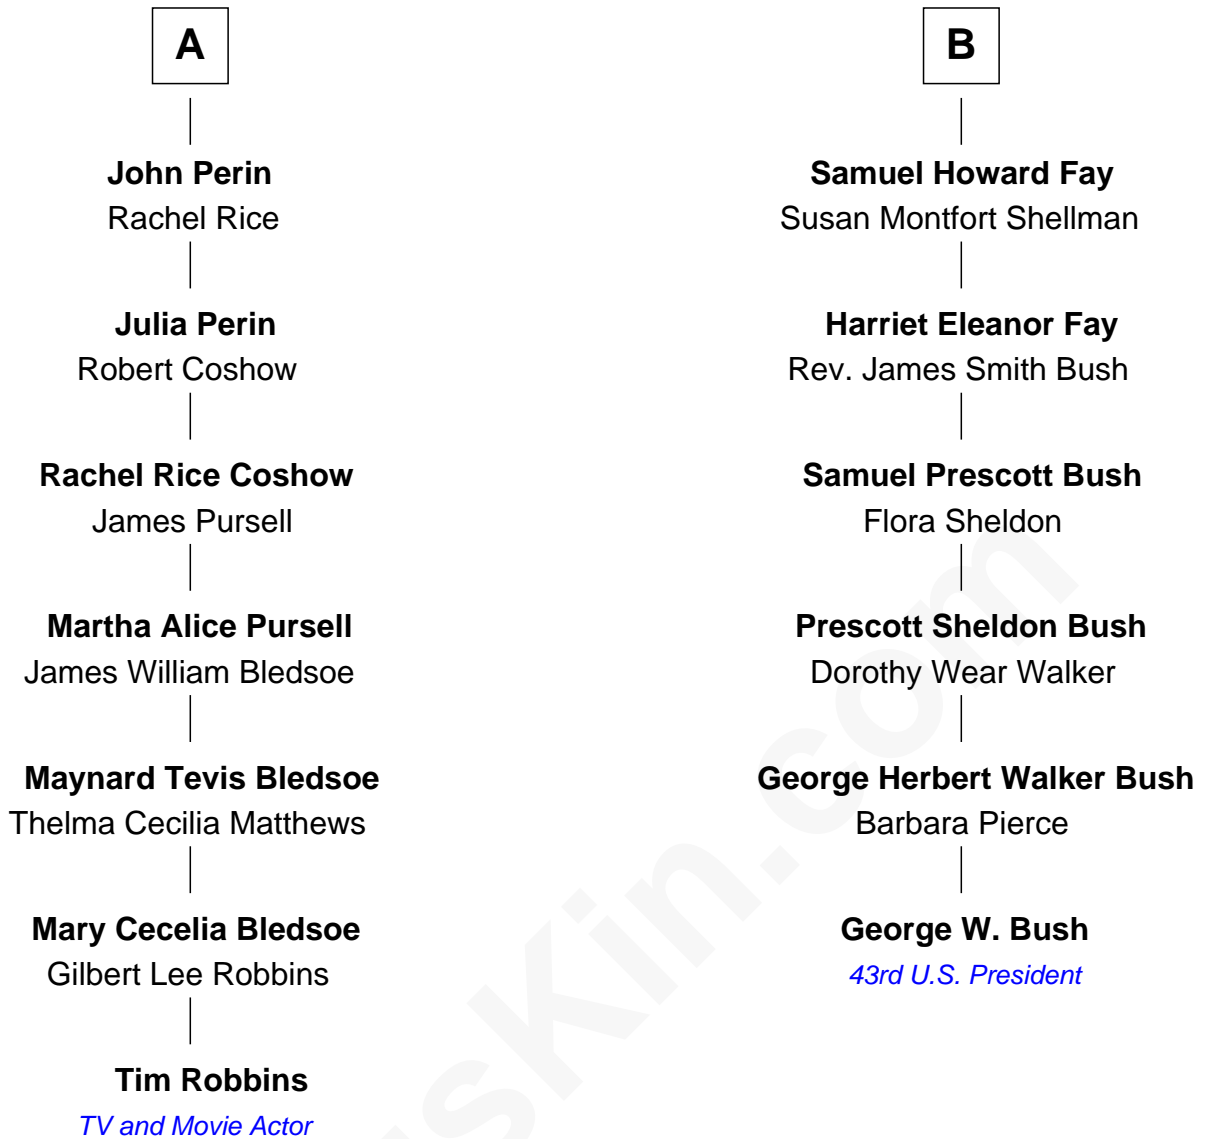 A
John Perin
Rachel Rice
Julia Perin
Robert Coshow
Rachel Rice Coshow
James Pursell
Martha Alice Pursell
James William Bledsoe
Maynard Tevis Bledsoe
Thelma Cecilia Matthews
Mary Cecelia Bledsoe
Gilbert Lee Robbins
Tim Robbins
TV and Movie Actor
B
Samuel Howard Fay
Susan Montfort Shellman
Harriet Eleanor Fay
Rev. James Smith Bush
Samuel Prescott Bush
Flora Sheldon
Prescott Sheldon Bush
Dorothy Wear Walker
George Herbert Walker Bush
Barbara Pierce
George W. Bush
43rd U.S. President